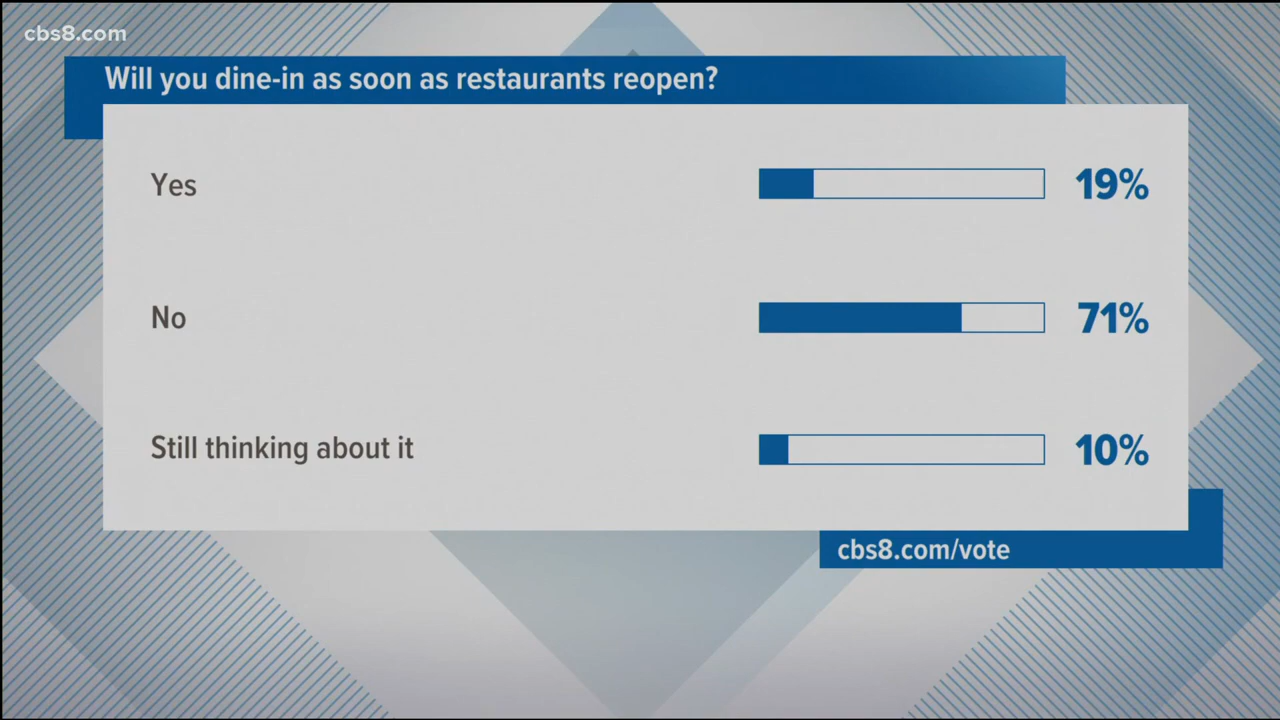 cbs8.com
Will you dine-in as soon as restaurants reopen?
Yes 19%
No 71%
Still thinking about it 10%
cbs8.com/vote